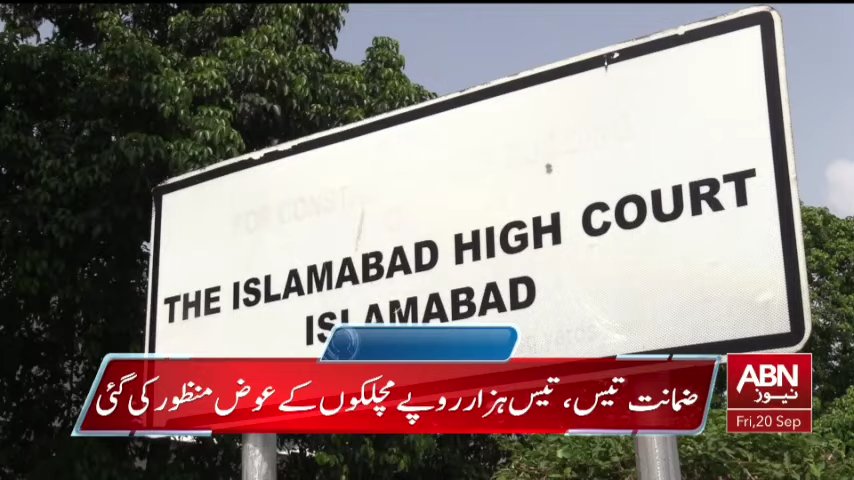 THE ISLAMABAD HIGH COURT
ISLAMABAD
ضمانت تیس، تیس ہزار روپے مچلکوں کے عوض منظور کی گئی
ABN
نیوز
Fri,20 Sep